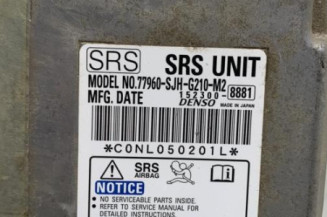 SRS SRS UNIT
MODEL NO.77960-SJH-G210-M2
152300- 8881
MFG. DATE DENSO MADE IN JAPAN
*C0NL050201L*
SRS
AIRBAG
NOTICE
• NO SERVICEABLE PARTS INSIDE.
• REFER TO SERVICE MANUAL FOR
DETAILED INSTRUCTIONS.